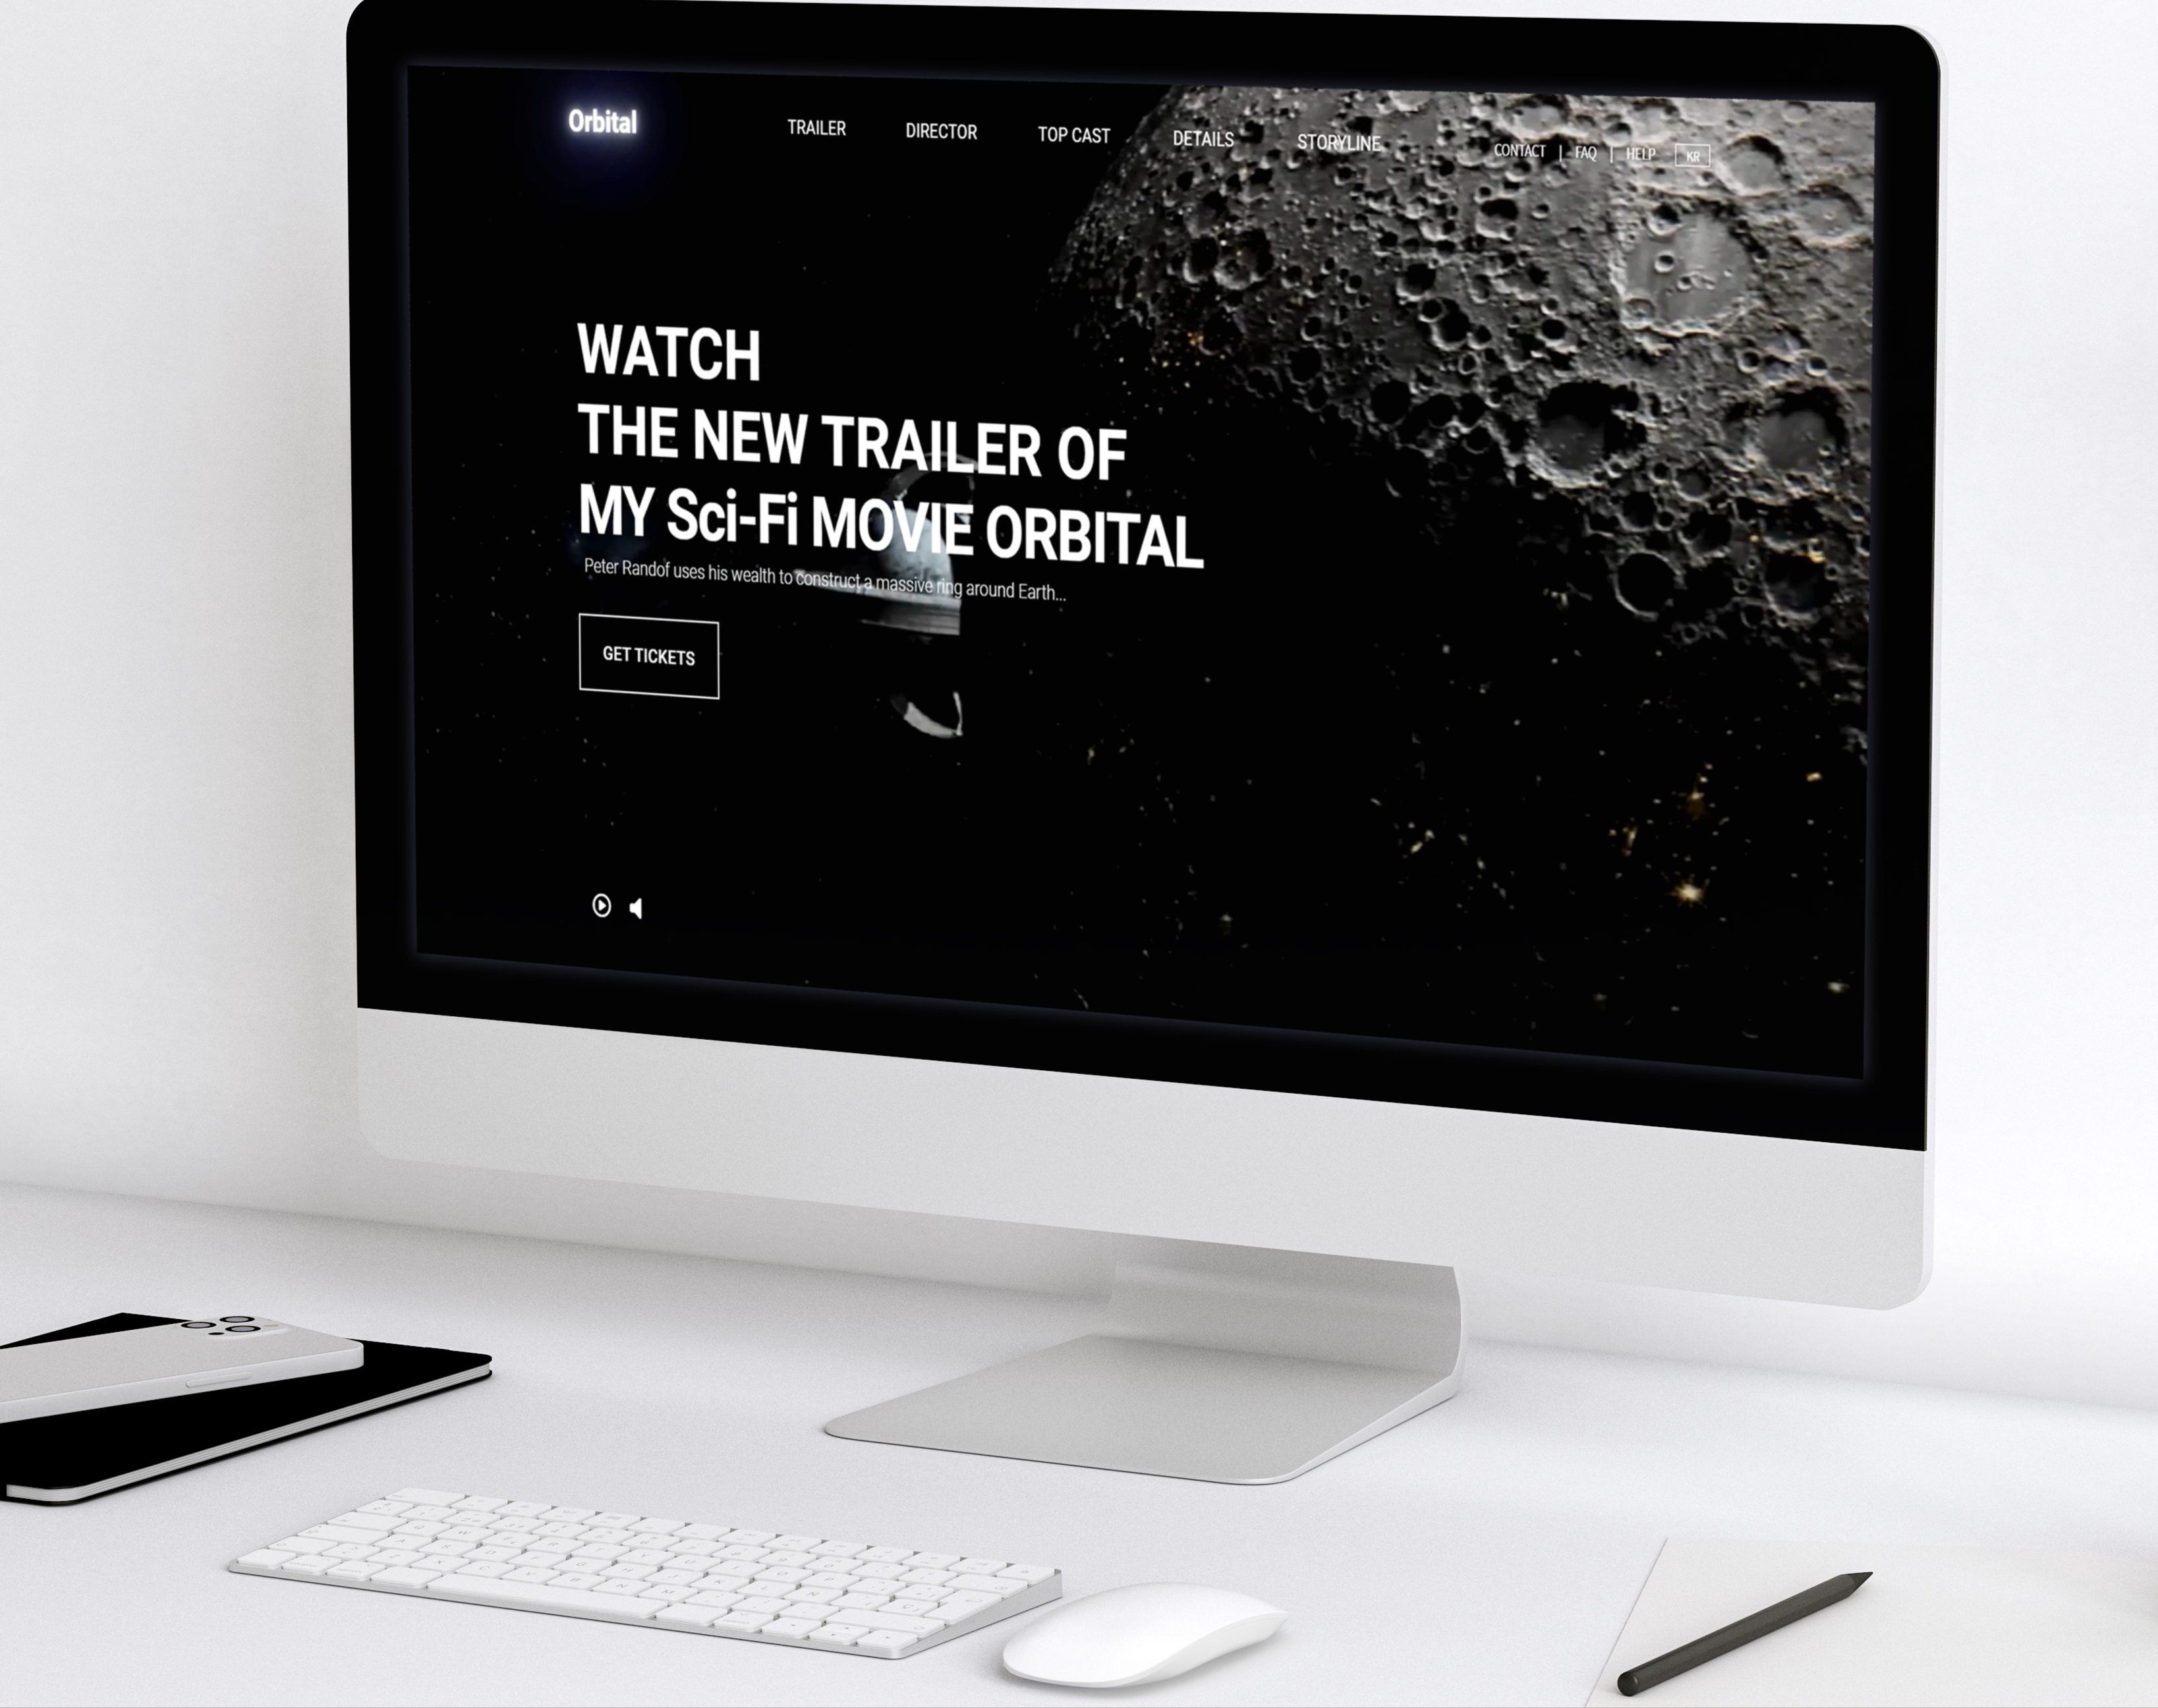 Orbital
TRAILER DIRECTOR TOP CAST DETAILS STORYLINE CONTACT | FAQ | HELP KR
WATCH
THE NEW TRAILER OF
MY Sci-Fi MOVIE ORBITAL
Peter Randof uses his wealth to construct a massive ring around Earth...
GET TICKETS